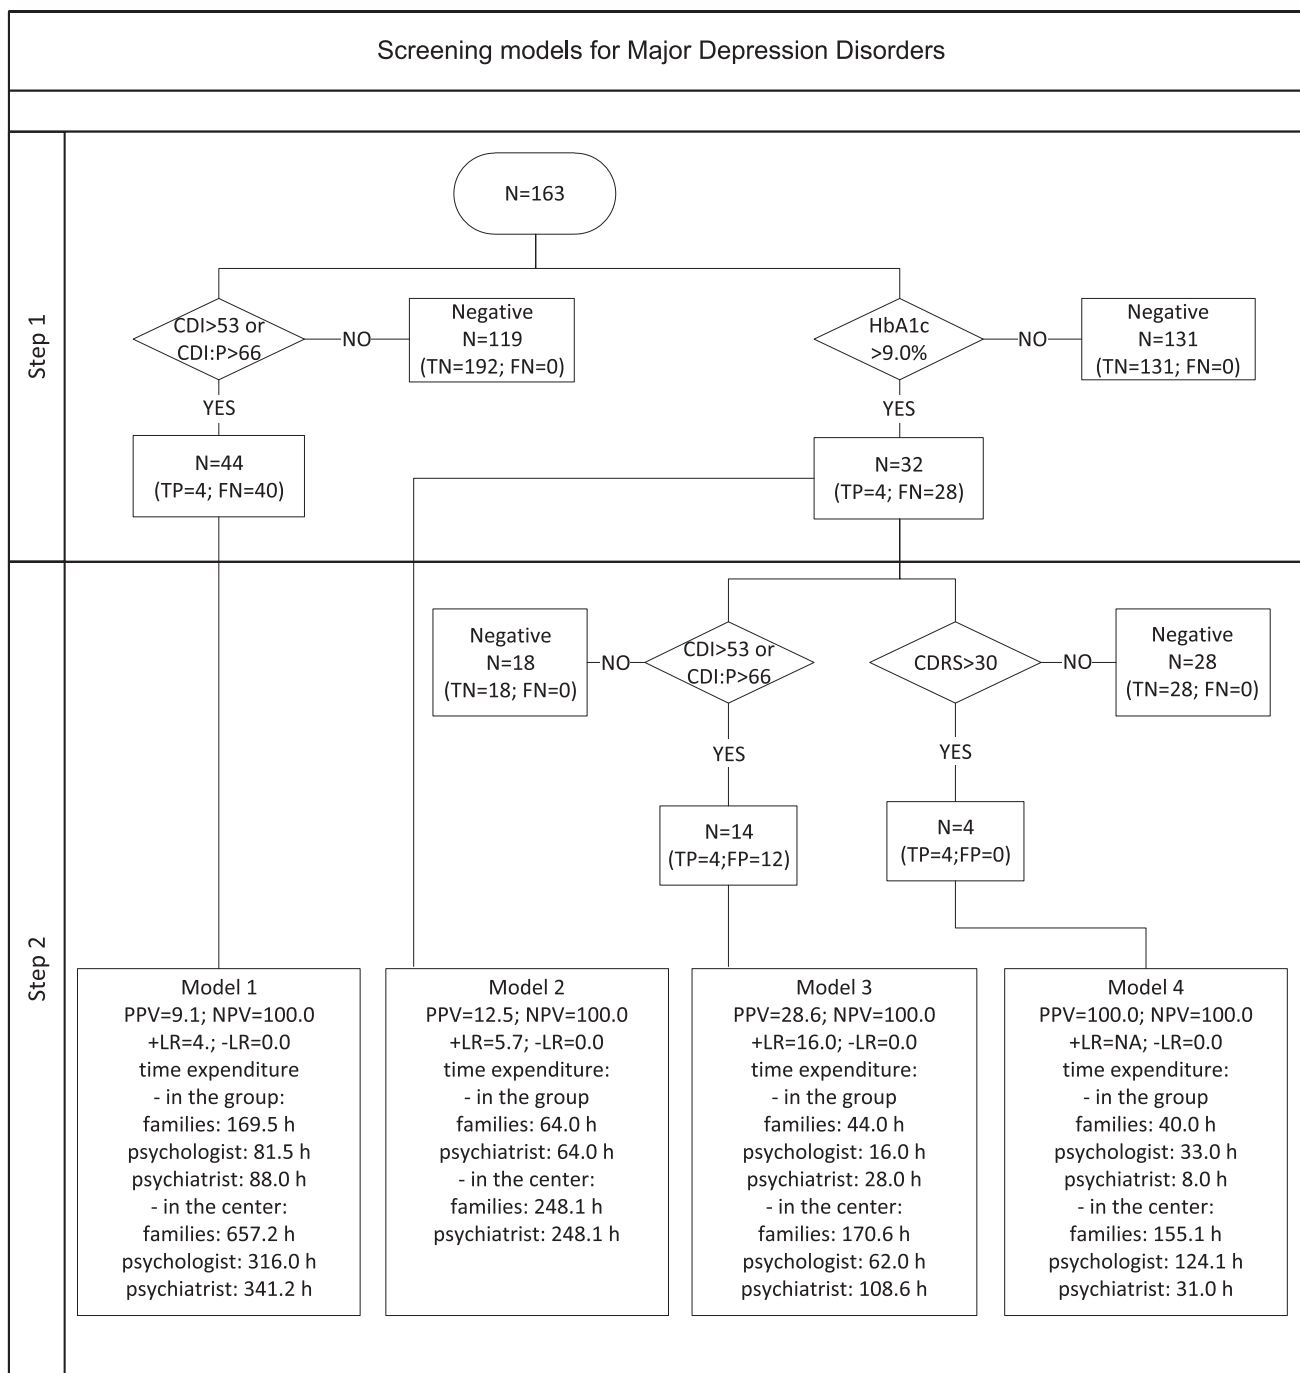 Screening models for Major Depression Disorders
Step 1
N=163
CDI>53 or
CDI:P>66
NO
Negative
N=119
(TN=192; FN=0)
HbA1c
>9.0%
NO
Negative
N=131
(TN=131; FN=0)
YES
YES
N=44
(TP=4; FN=40)
N=32
(TP=4; FN=28)
Step 2
Negative
N=18
(TN=18; FN=0)
NO
CDI>53 or
CDI:P>66
CDRS>30
NO
Negative
N=28
(TN=28; FN=0)
YES
YES
N=14
(TP=4;FP=12)
N=4
(TP=4;FP=0)
Model 1
PPV=9.1; NPV=100.0
+LR=4.; -LR=0.0
time expenditure
- in the group:
families: 169.5 h
psychologist: 81.5 h
psychiatrist: 88.0 h
- in the center:
families: 657.2 h
psychologist: 316.0 h
psychiatrist: 341.2 h
Model 2
PPV=12.5; NPV=100.0
+LR=5.7; -LR=0.0
time expenditure:
- in the group
families: 64.0 h
psychiatrist: 64.0 h
- in the center:
families: 248.1 h
psychiatrist: 248.1 h
Model 3
PPV=28.6; NPV=100.0
+LR=16.0; -LR=0.0
time expenditure:
- in the group
families: 44.0 h
psychologist: 16.0 h
psychiatrist: 28.0 h
- in the center:
families: 170.6 h
psychologist: 62.0 h
psychiatrist: 108.6 h
Model 4
PPV=100.0; NPV=100.0
+LR=NA; -LR=0.0
time expenditure:
- in the group
families: 40.0 h
psychologist: 33.0 h
psychiatrist: 8.0 h
- in the center:
families: 155.1 h
psychologist: 124.1 h
psychiatrist: 31.0 h